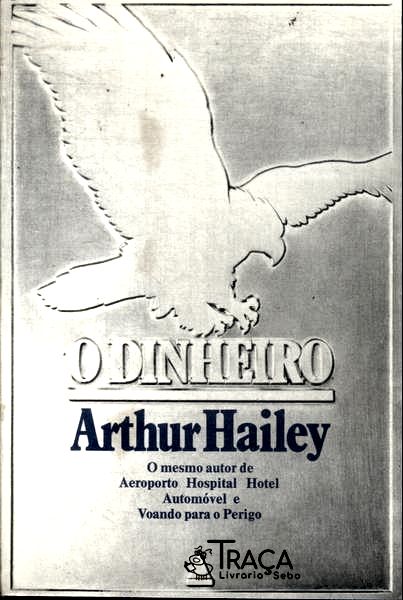 O DINHEIRO
Arthur Hailey
O mesmo autor de
Aeroporto Hospital Hotel
Automóvel e
Voando para o Perigo
TRAÇA
Livraria e Sebo